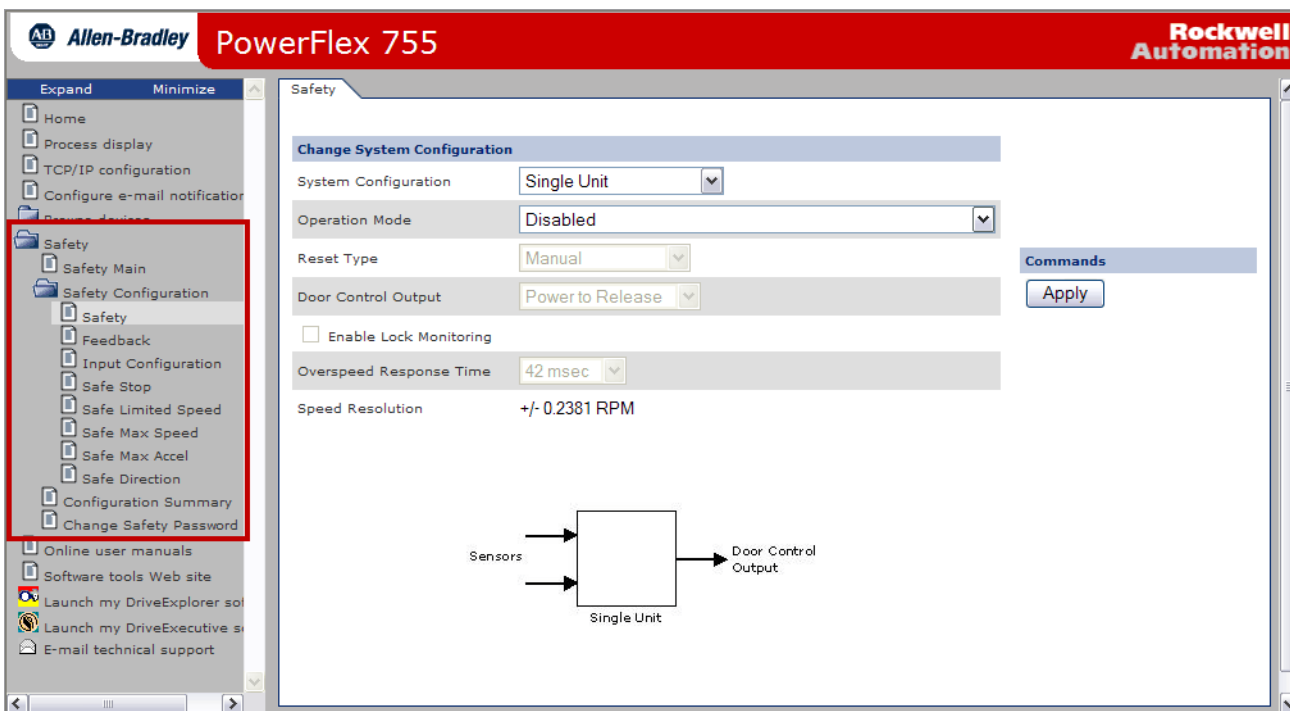 AB Allen-Bradley PowerFlex 755
Rockwell
Automation
Expand Minimize
Home
Process display
TCP/IP configuration
Configure e-mail notification
Browse devices
Safety
Safety Main
Safety Configuration
Safety
Feedback
Input Configuration
Safe Stop
Safe Limited Speed
Safe Max Speed
Safe Max Accel
Safe Direction
Configuration Summary
Change Safety Password
Online user manuals
Software tools Web site
Launch my DriveExplorer sof
Launch my DriveExecutive s
E-mail technical support
Safety
Change System Configuration
System Configuration Single Unit
Operation Mode Disabled
Reset Type Manual
Door Control Output Power to Release
Enable Lock Monitoring
Overspeed Response Time 42 msec
Speed Resolution +/- 0.2381 RPM
Commands
Apply
Sensors
Door Control
Output
Single Unit